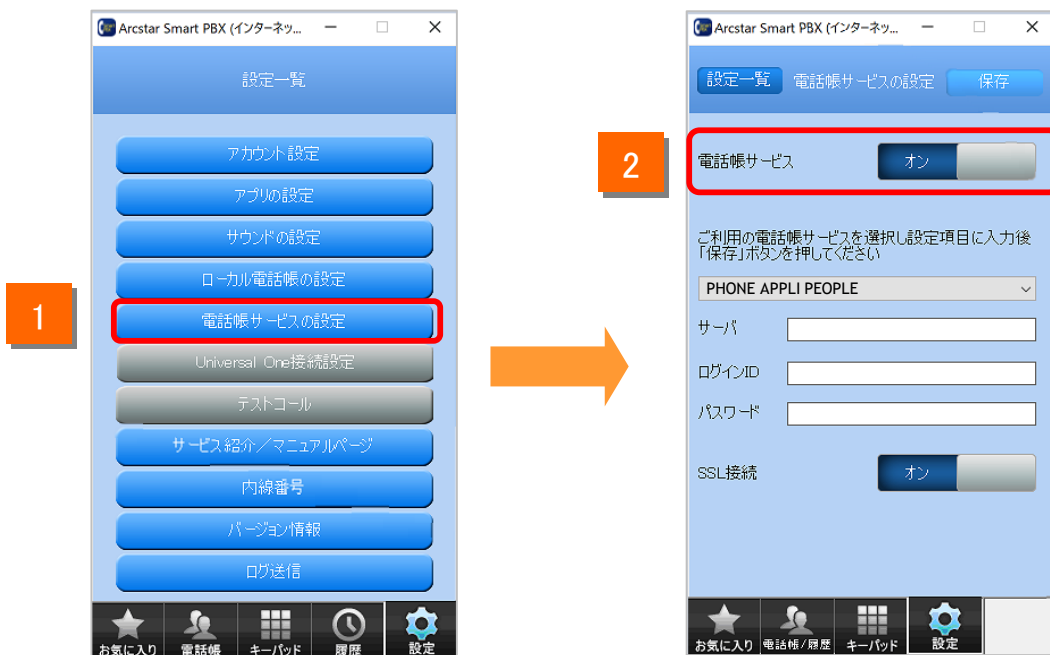 Arcstar Smart PBX (インターネッ...
設定一覧
アカウント設定
アプリの設定
サウンドの設定
ローカル電話帳の設定
1
電話帳サービスの設定
Universal One接続設定
テストコール
サービス紹介／マニュアルページ
内線番号
バージョン情報
ログ送信
お気に入り 電話帳 キーパッド 履歴 設定
Arcstar Smart PBX (インターネッ...
設定一覧 電話帳サービスの設定 保存
2
電話帳サービス オン
ご利用の電話帳サービスを選択し設定項目に入力後
「保存」ボタンを押してください
PHONE APPLI PEOPLE
サーバ
ログインID
パスワード
SSL接続 オン
お気に入り 電話帳/履歴 キーパッド 設定